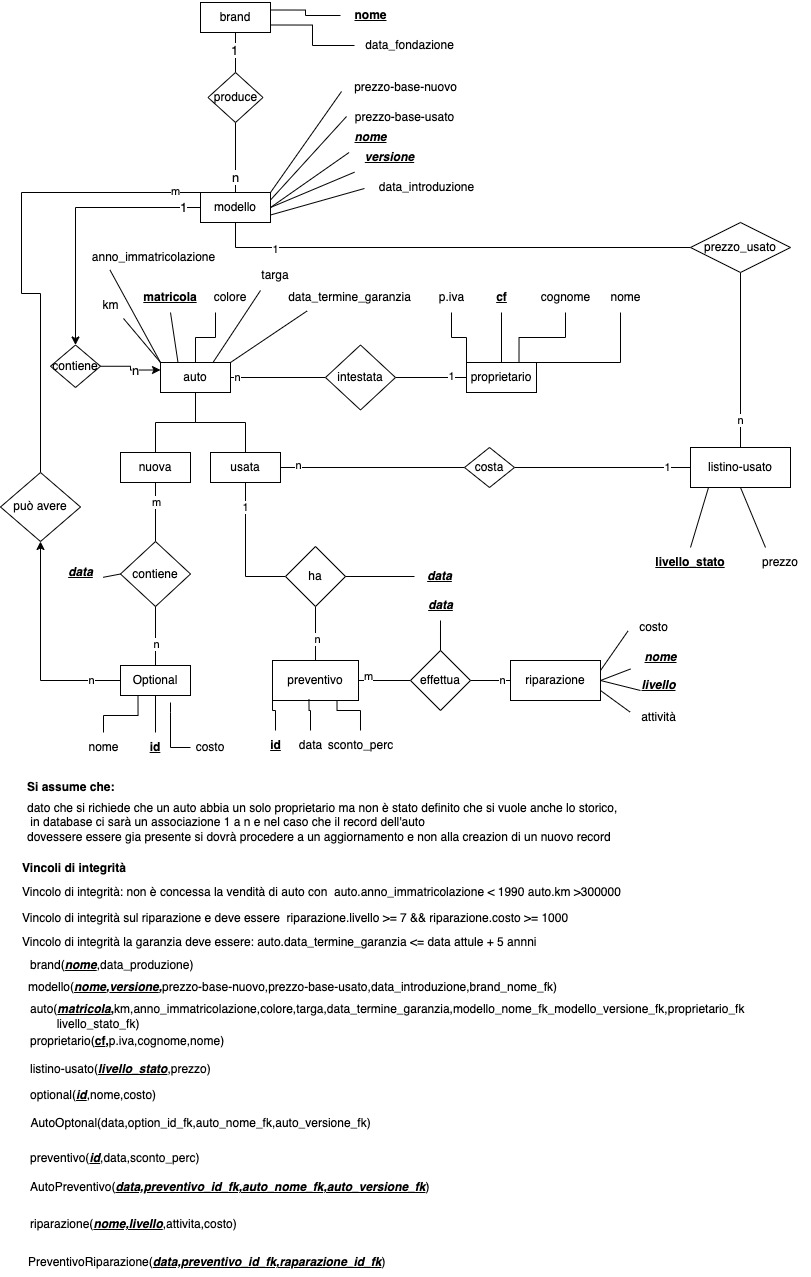 brand
nome
data_fondazione
1
produce
prezzo-base-nuovo
prezzo-base-usato
nome
versione
data_introduzione
n
m
modello
1
1
prezzo_usato
anno_immatricolazione
targa
km
matricola
colore
data_termine_garanzia
p.iva
cf
cognome
nome
contiene
n
auto
n
intestata
1
proprietario
n
nuova
usata
n
costa
1
listino-usato
m
1
può avere
livello_stato
prezzo
data
contiene
ha
data
data
n
n
costo
nome
livello
attività
n
Optional
preventivo
m
effettua
n
riparazione
nome
id
costo
id
data
sconto_perc
Si assume che:
dato che si richiede che un auto abbia un solo proprietario ma non è stato definito che si vuole anche lo storico,
in database ci sarà un associazione 1 a n e nel caso che il record dell'auto
dovessere essere gia presente si dovrà procedere a un aggiornamento e non alla creazion di un nuovo record
Vincoli di integrità
Vincolo di integrità: non è concessa la vendità di auto con auto.anno_immatricolazione < 1990 auto.km >300000
Vincolo di integrità sul riparazione e deve essere riparazione.livello >= 7 && riparazione.costo >= 1000
Vincolo di integrità la garanzia deve essere: auto.data_termine_garanzia <= data attule + 5 annni
brand(nome,data_produzione)
modello(nome,versione,prezzo-base-nuovo,prezzo-base-usato,data_introduzione,brand_nome_fk)
auto(matricola,km,anno_immatricolazione,colore,targa,data_termine_garanzia,modello_nome_fk_modello_versione_fk,proprietario_fk
livello_stato_fk)
proprietario(cf,p.iva,cognome,nome)
listino-usato(livello_stato,prezzo)
optional(id,nome,costo)
AutoOptonal(data,option_id_fk,auto_nome_fk,auto_versione_fk)
preventivo(id,data,sconto_perc)
AutoPreventivo(data,preventivo_id_fk,auto_nome_fk,auto_versione_fk)
riparazione(nome,livello,attivita,costo)
PreventivoRiparazione(data,preventivo_id_fk,raparazione_id_fk)